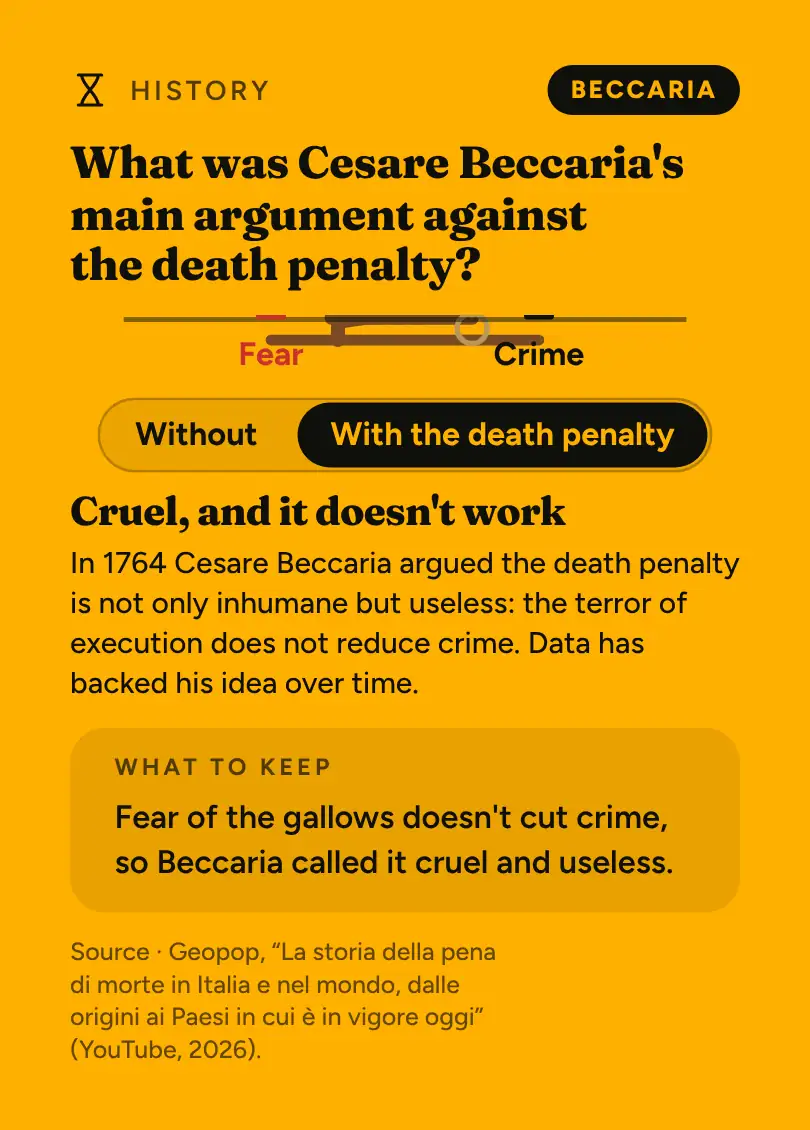 HISTORY
BECCARIA
What was Cesare Beccaria's
main argument against
the death penalty?
Fear
Crime
Without
With the death penalty
Cruel, and it doesn't work
In 1764 Cesare Beccaria argued the death penalty
is not only inhumane but useless: the terror of
execution does not reduce crime. Data has
backed his idea over time.
WHAT TO KEEP
Fear of the gallows doesn't cut crime,
so Beccaria called it cruel and useless.
Source · Geopop, “La storia della pena
di morte in Italia e nel mondo, dalle
origini ai Paesi in cui è in vigore oggi”
(YouTube, 2026).